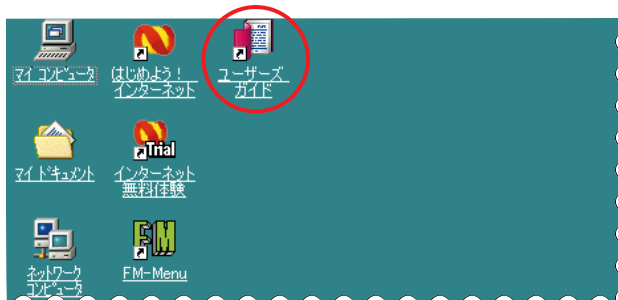 マイ コンピュータ
はじめよう!
インターネット
ユーザーズ
ガイド
マイ ドキュメント
Trial
インターネット
無料体験
ネットワーク
コンピュータ
FM
FM-Menu